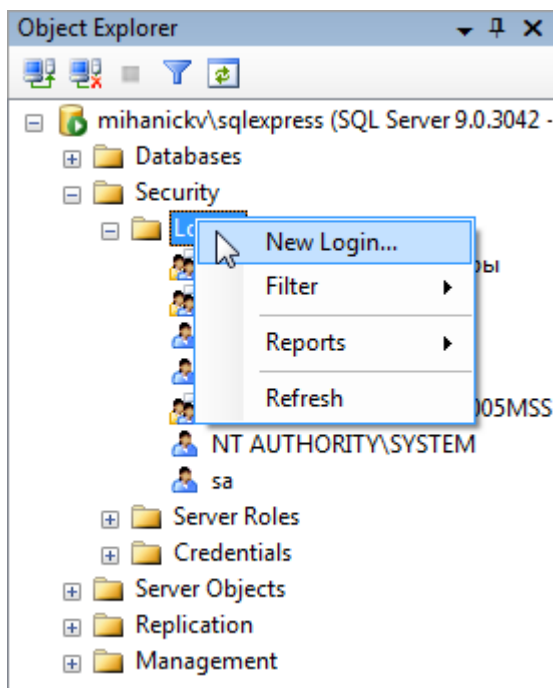 Object Explorer
mihanickv\sqlexpress (SQL Server 9.0.3042 -
Databases
Security
New Login...
Filter
Reports
Refresh
NT AUTHORITY\SYSTEM
sa
Server Roles
Credentials
Server Objects
Replication
Management